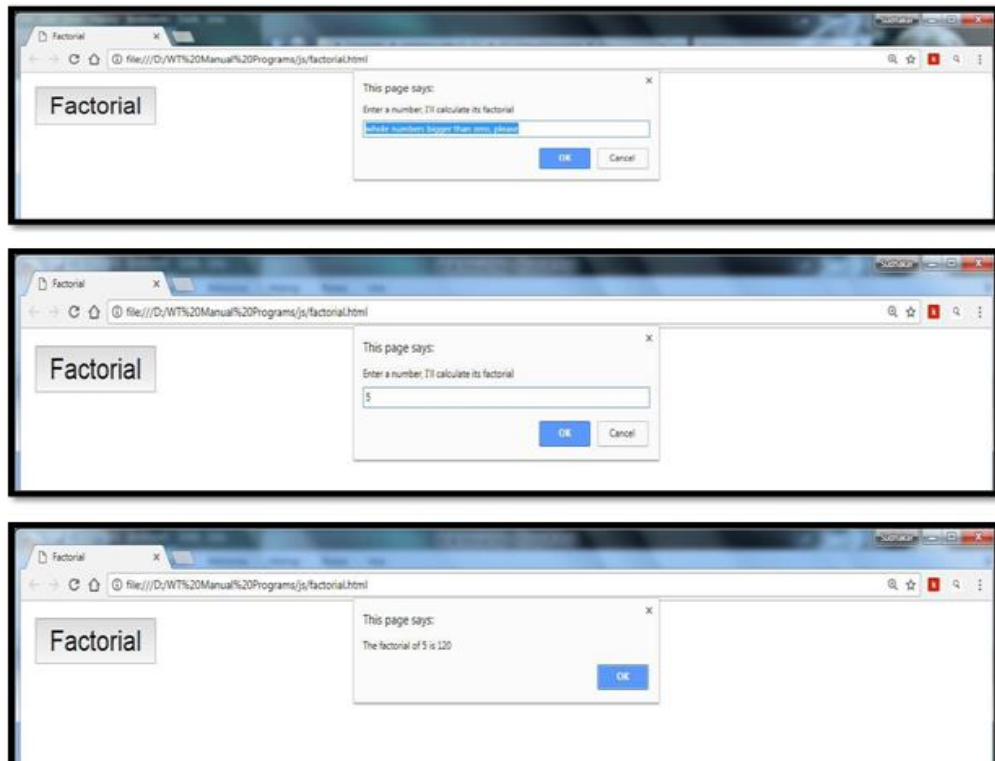 Sudhakar
Factorial
file:///D:/WT%20Manual%20Programs/js/factorial.html
Factorial
This page says:
Enter a number, I'll calculate its factorial
whole numbers bigger than zero, please
OK
Cancel
Sudhakar
Factorial
file:///D:/WT%20Manual%20Programs/js/factorial.html
Factorial
This page says:
Enter a number, I'll calculate its factorial
5
OK
Cancel
Sudhakar
Factorial
file:///D:/WT%20Manual%20Programs/js/factorial.html
Factorial
This page says:
The factorial of 5 is 120
OK